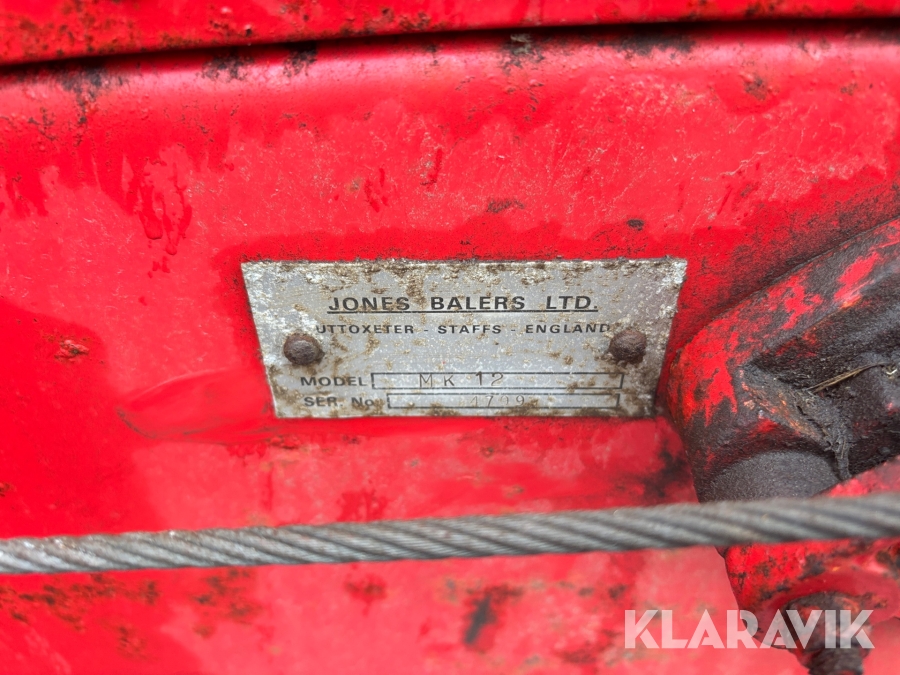 JONES BALERS LTD.
UTTOXETER - STAFFS - ENGLAND
MODEL MK 12
SER. No
KLARAVIK